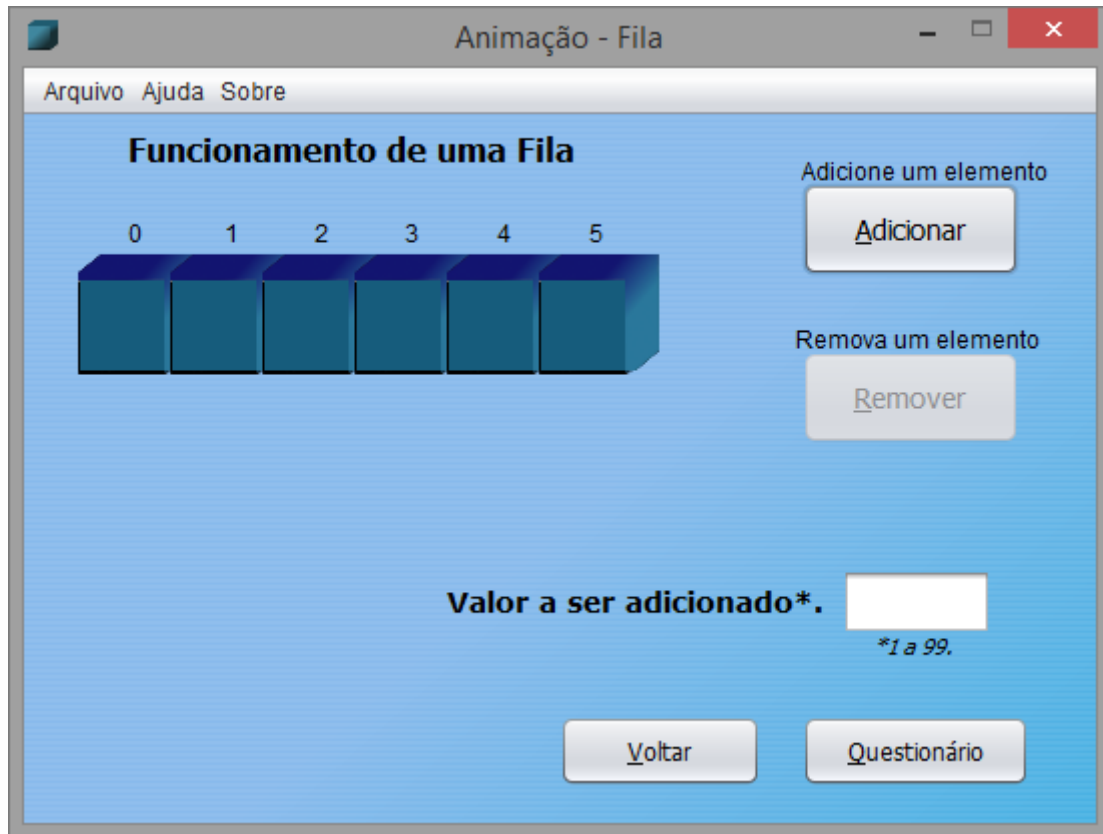 Animação - Fila
Arquivo Ajuda Sobre
Funcionamento de uma Fila
0 1 2 3 4 5
Adicione um elemento
Adicionar
Remova um elemento
Remover
Valor a ser adicionado*.
*1 a 99.
Voltar
Questionário